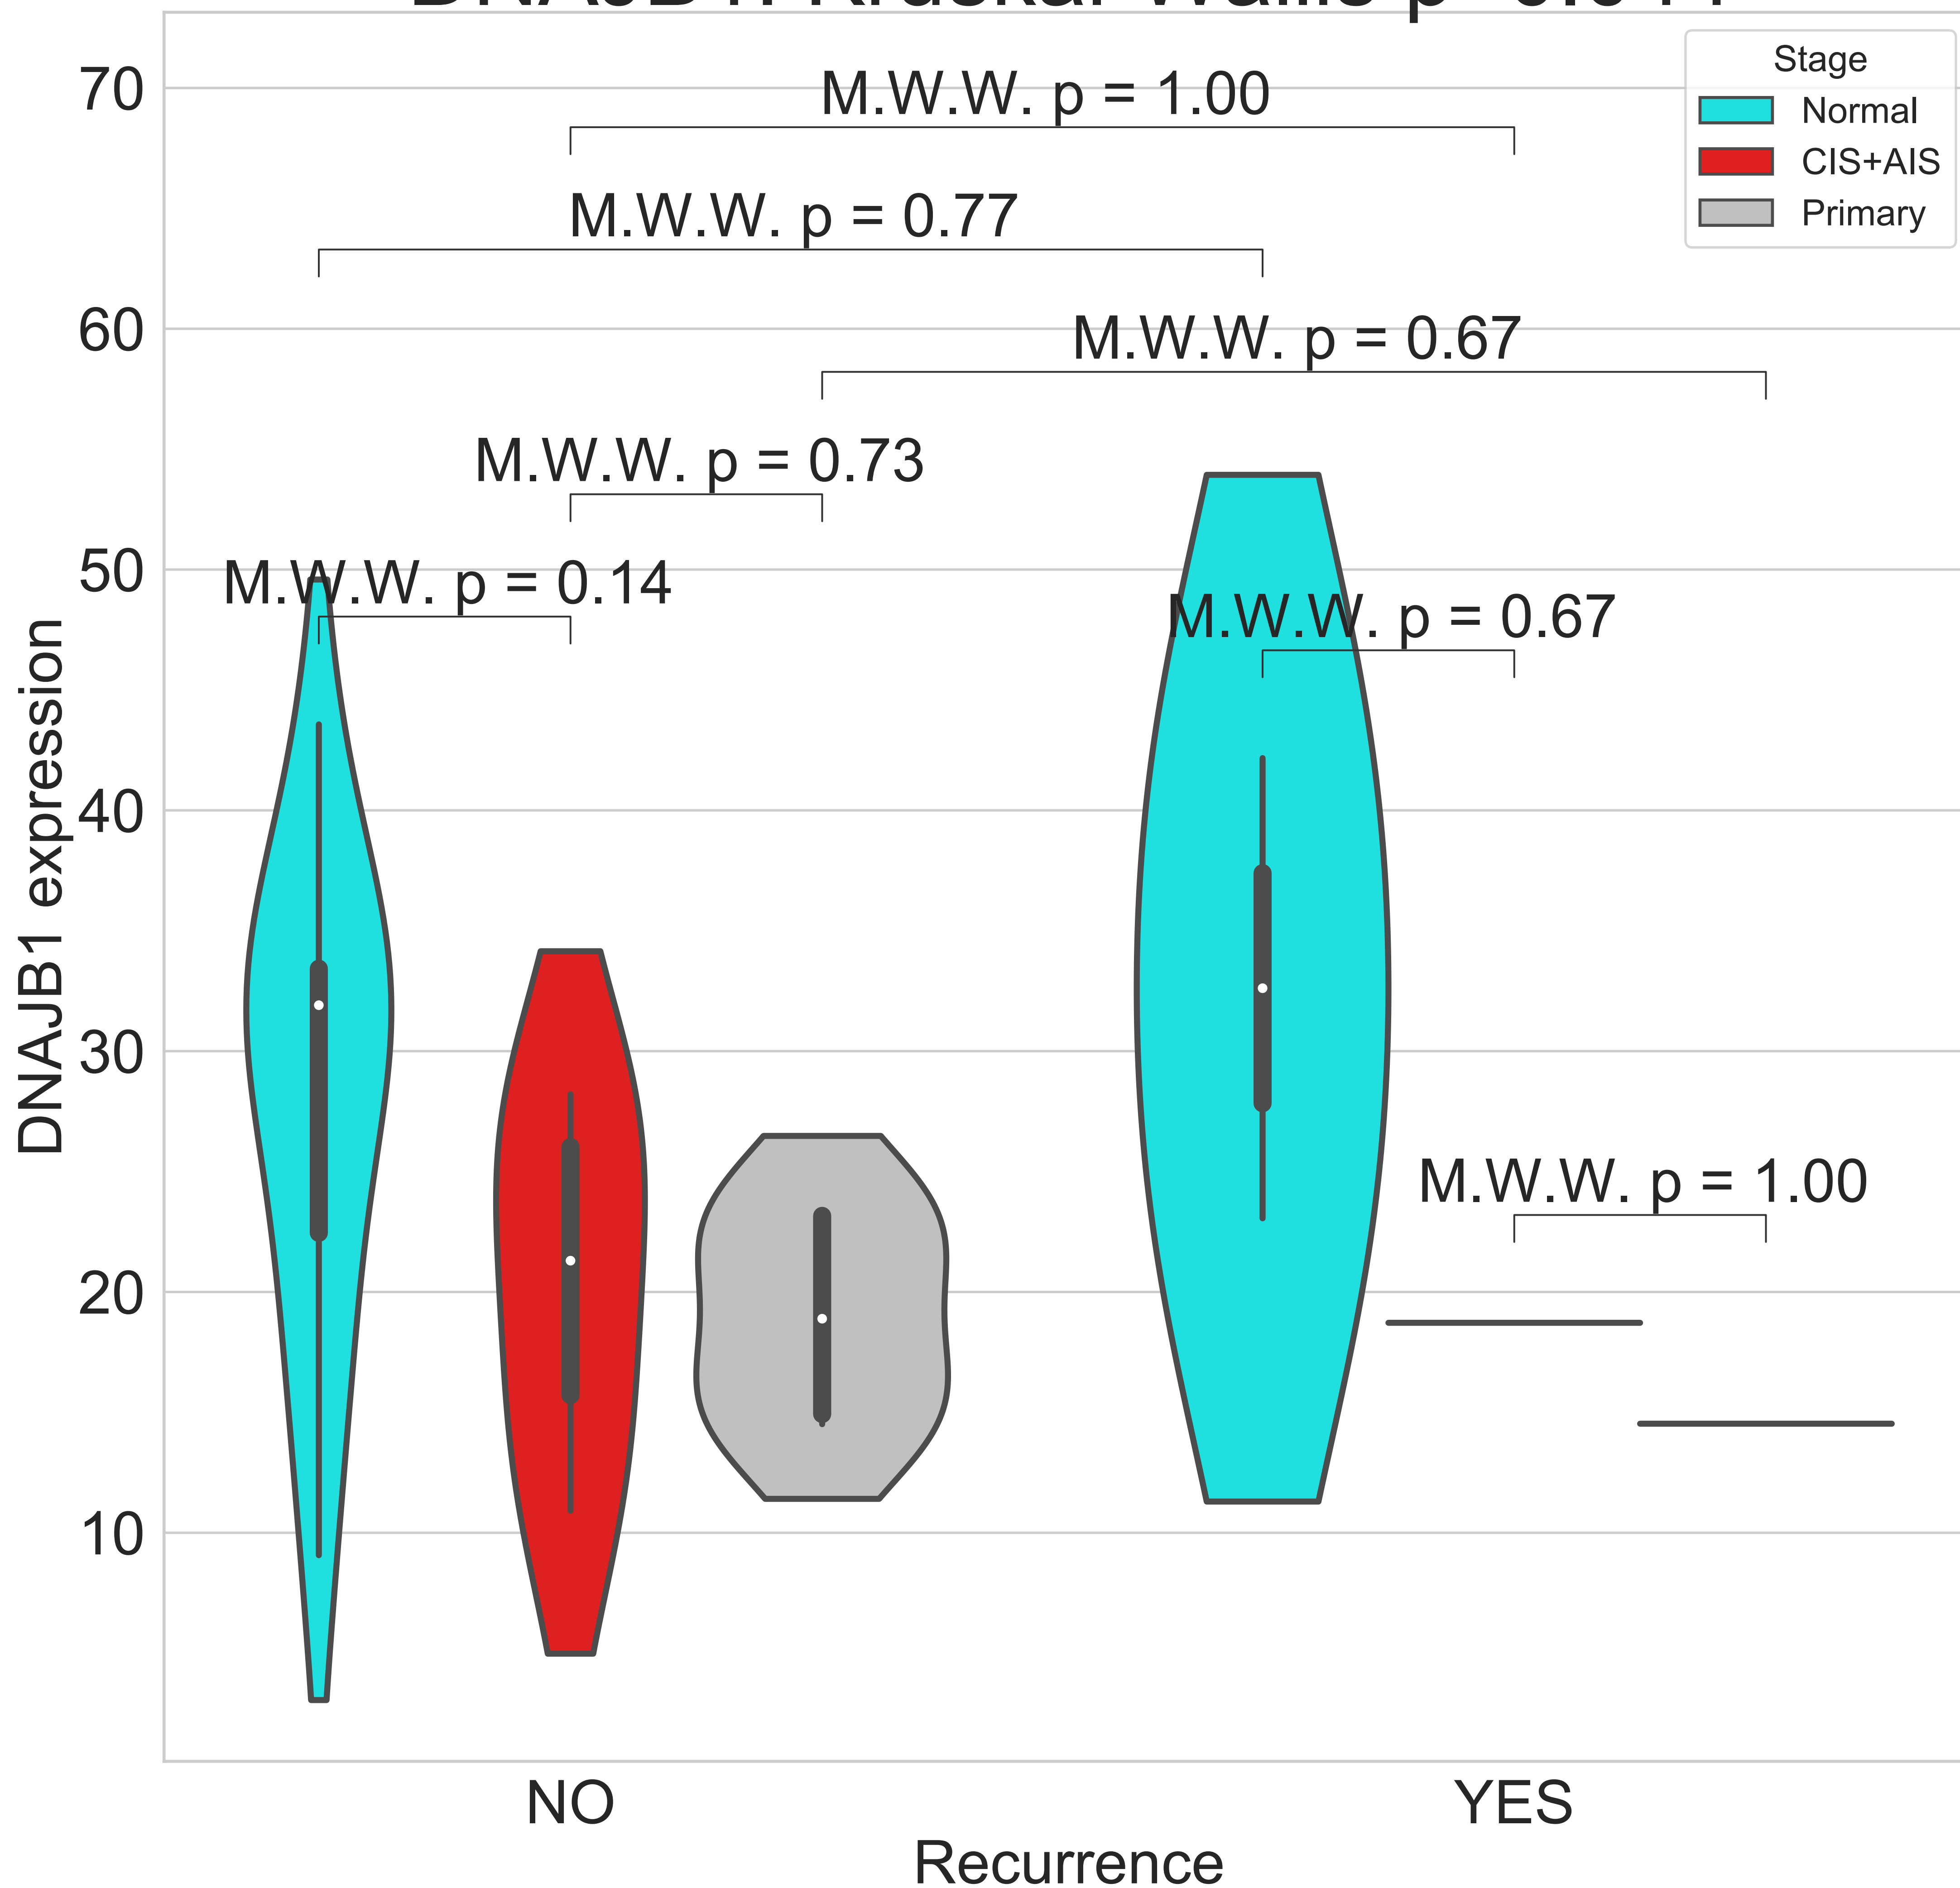 70
60
50
40
30
20
10
DNAJB1 expression
M.W.W. p = 1.00
M.W.W. p = 0.77
M.W.W. p = 0.67
M.W.W. p = 0.73
M.W.W. p = 0.14
M.W.W. p = 0.67
M.W.W. p = 1.00
Stage
Normal
CIS+AIS
Primary
NO
YES
Recurrence